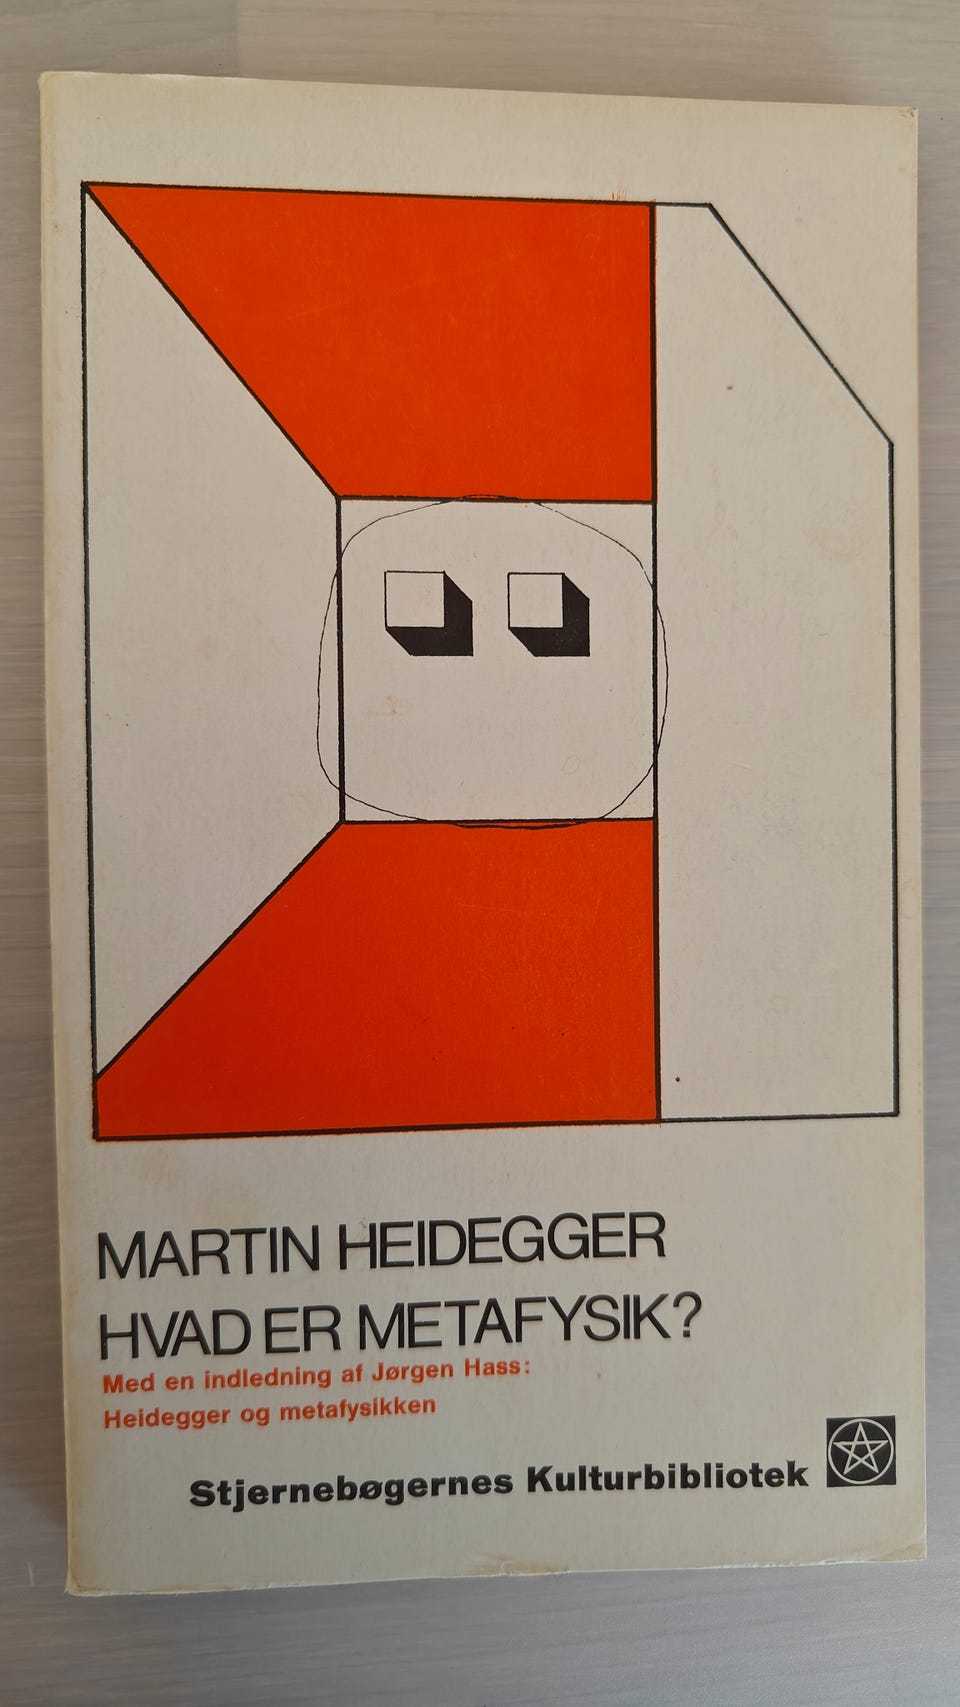 MARTIN HEIDEGGER
HVAD ER METAFYSIK?
Med en indledning af Jørgen Hass:
Heidegger og metafysikken
Stjernebøgernes Kulturbibliotek